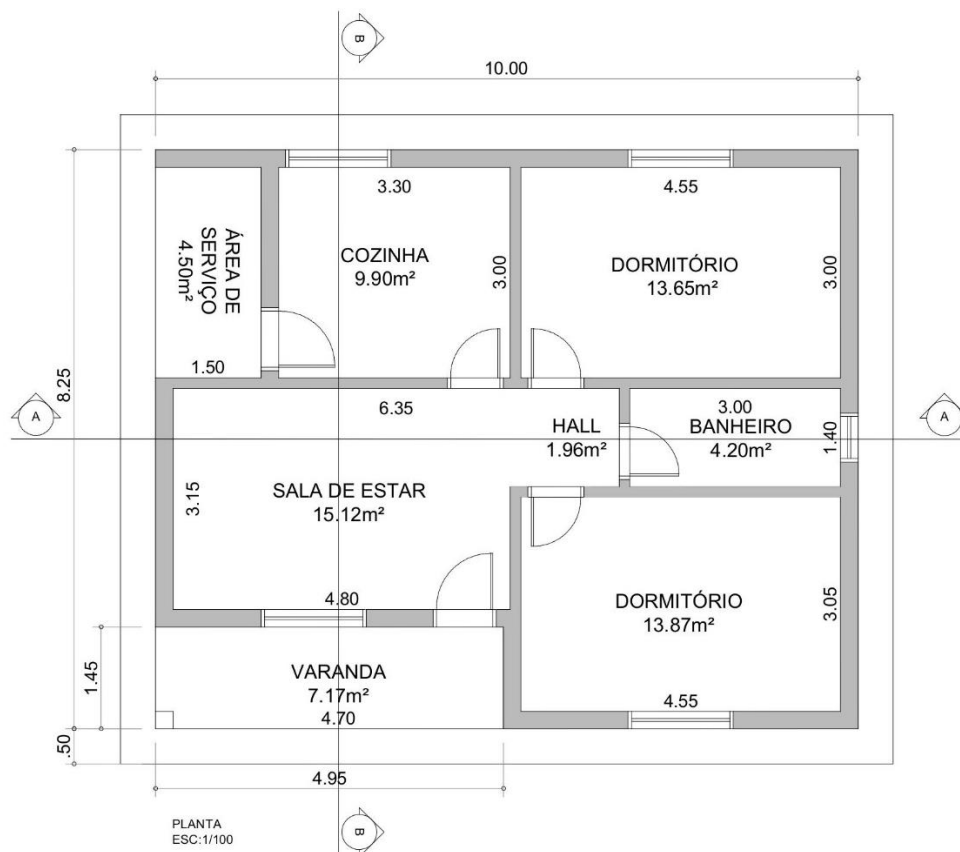 B
10.00
3.30
4.55
ÁREA DE
SERVIÇO
4.50m²
COZINHA
9.90m²
3.00
DORMITÓRIO
13.65m²
3.00
1.50
8.25
A
6.35
HALL
1.96m²
3.00
BANHEIRO
4.20m²
1.40
A
3.15
SALA DE ESTAR
15.12m²
4.80
DORMITÓRIO
13.87m²
3.05
1.45
VARANDA
7.17m²
4.70
4.55
.50
4.95
PLANTA
ESC:1/100
B